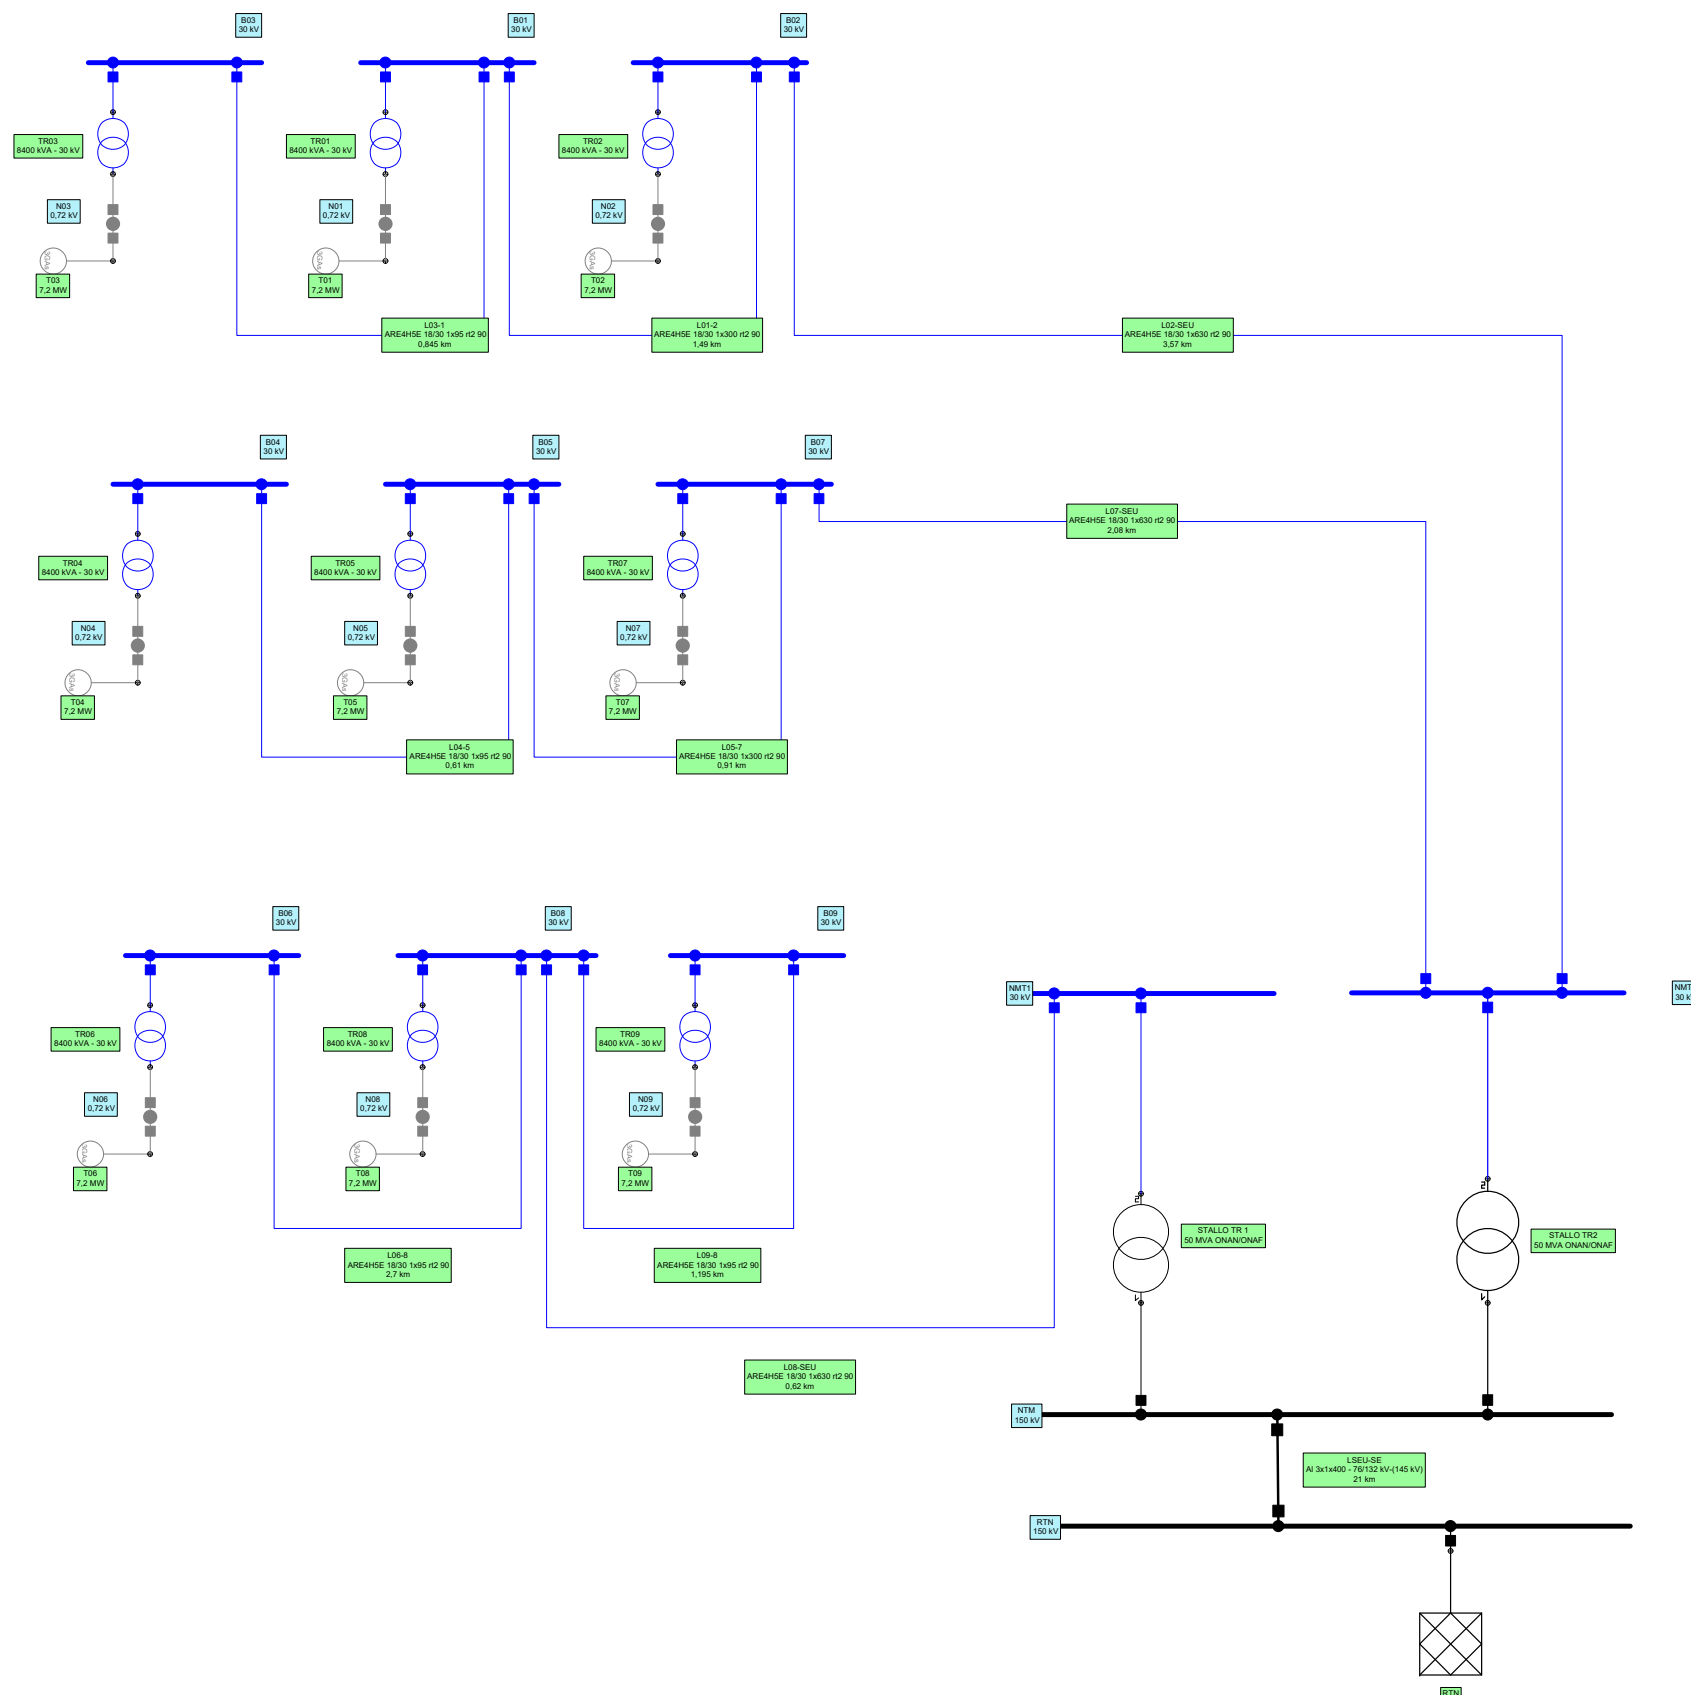 B03
30 kV
B01
30 kV
B02
30 kV
TR03
8400 kVA - 30 kV
TR01
8400 kVA - 30 kV
TR02
8400 kVA - 30 kV
N03
0,72 kV
N01
0,72 kV
N02
0,72 kV
3GAs
T03
7,2 MW
3GAs
T01
7,2 MW
3GAs
T02
7,2 MW
L03-1
ARE4H5E 18/30 1x95 rt2 90
0,845 km
L01-2
ARE4H5E 18/30 1x300 rt2 90
1,49 km
L02-SEU
ARE4H5E 18/30 1x630 rt2 90
3,57 km
B04
30 kV
B05
30 kV
B07
30 kV
L07-SEU
ARE4H5E 18/30 1x630 rt2 90
2,08 km
TR04
8400 kVA - 30 kV
TR05
8400 kVA - 30 kV
TR07
8400 kVA - 30 kV
N04
0,72 kV
N05
0,72 kV
N07
0,72 kV
3GAs
T04
7,2 MW
3GAs
T05
7,2 MW
3GAs
T07
7,2 MW
L04-5
ARE4H5E 18/30 1x95 rt2 90
0,61 km
L05-7
ARE4H5E 18/30 1x300 rt2 90
0,91 km
B06
30 kV
B08
30 kV
B09
30 kV
NMT1
30 kV
NMT
30 k
TR06
8400 kVA - 30 kV
TR08
8400 kVA - 30 kV
TR09
8400 kVA - 30 kV
N06
0,72 kV
N08
0,72 kV
N09
0,72 kV
3GAs
T06
7,2 MW
3GAs
T08
7,2 MW
3GAs
T09
7,2 MW
STALLO TR 1
50 MVA ONAN/ONAF
STALLO TR2
50 MVA ONAN/ONAF
L06-8
ARE4H5E 18/30 1x95 rt2 90
2,7 km
L09-8
ARE4H5E 18/30 1x95 rt2 90
1,195 km
L08-SEU
ARE4H5E 18/30 1x630 rt2 90
0,62 km
NTM
150 kV
LSEU-SE
Al 3x1x400 - 76/132 kV-(145 kV)
21 km
RTN
150 kV
RTN